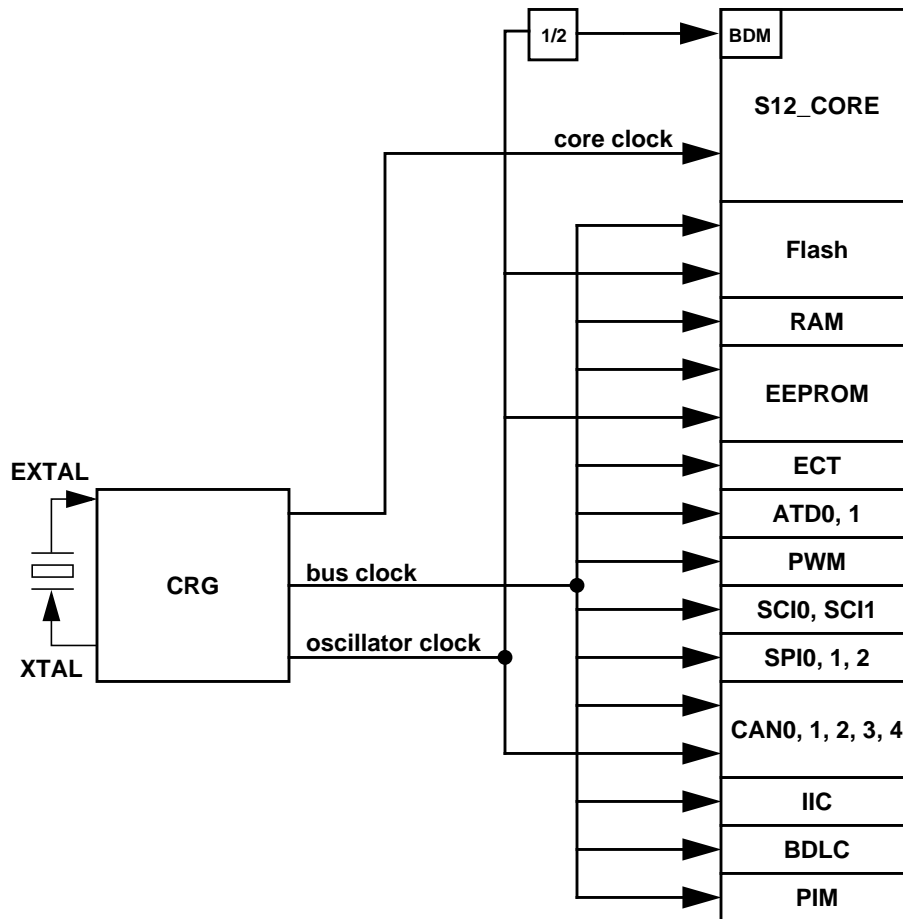 1/2
BDM
S12_CORE
core clock
Flash
RAM
EEPROM
ECT
EXTAL
ATD0, 1
PWM
bus clock
CRG
SCI0, SCI1
oscillator clock
SPI0, 1, 2
XTAL
CAN0, 1, 2, 3, 4
IIC
BDLC
PIM